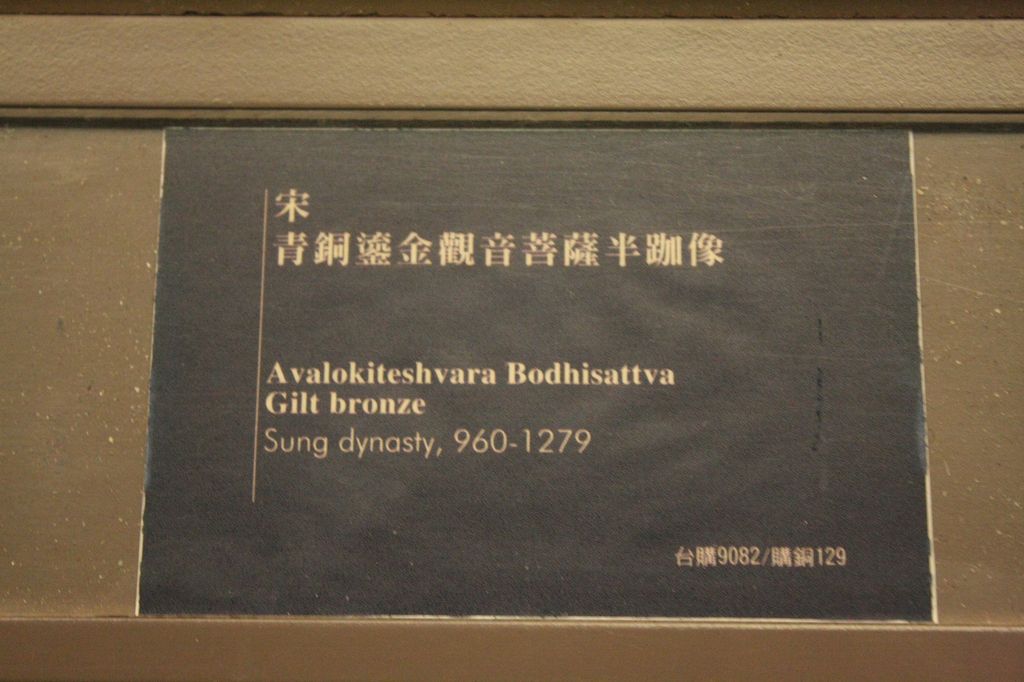 宋
青銅鎏金觀音菩薩半跏像
Avalokiteshvara Bodhisattva
Gilt bronze
Sung dynasty, 960-1279
台購9082/購銅129